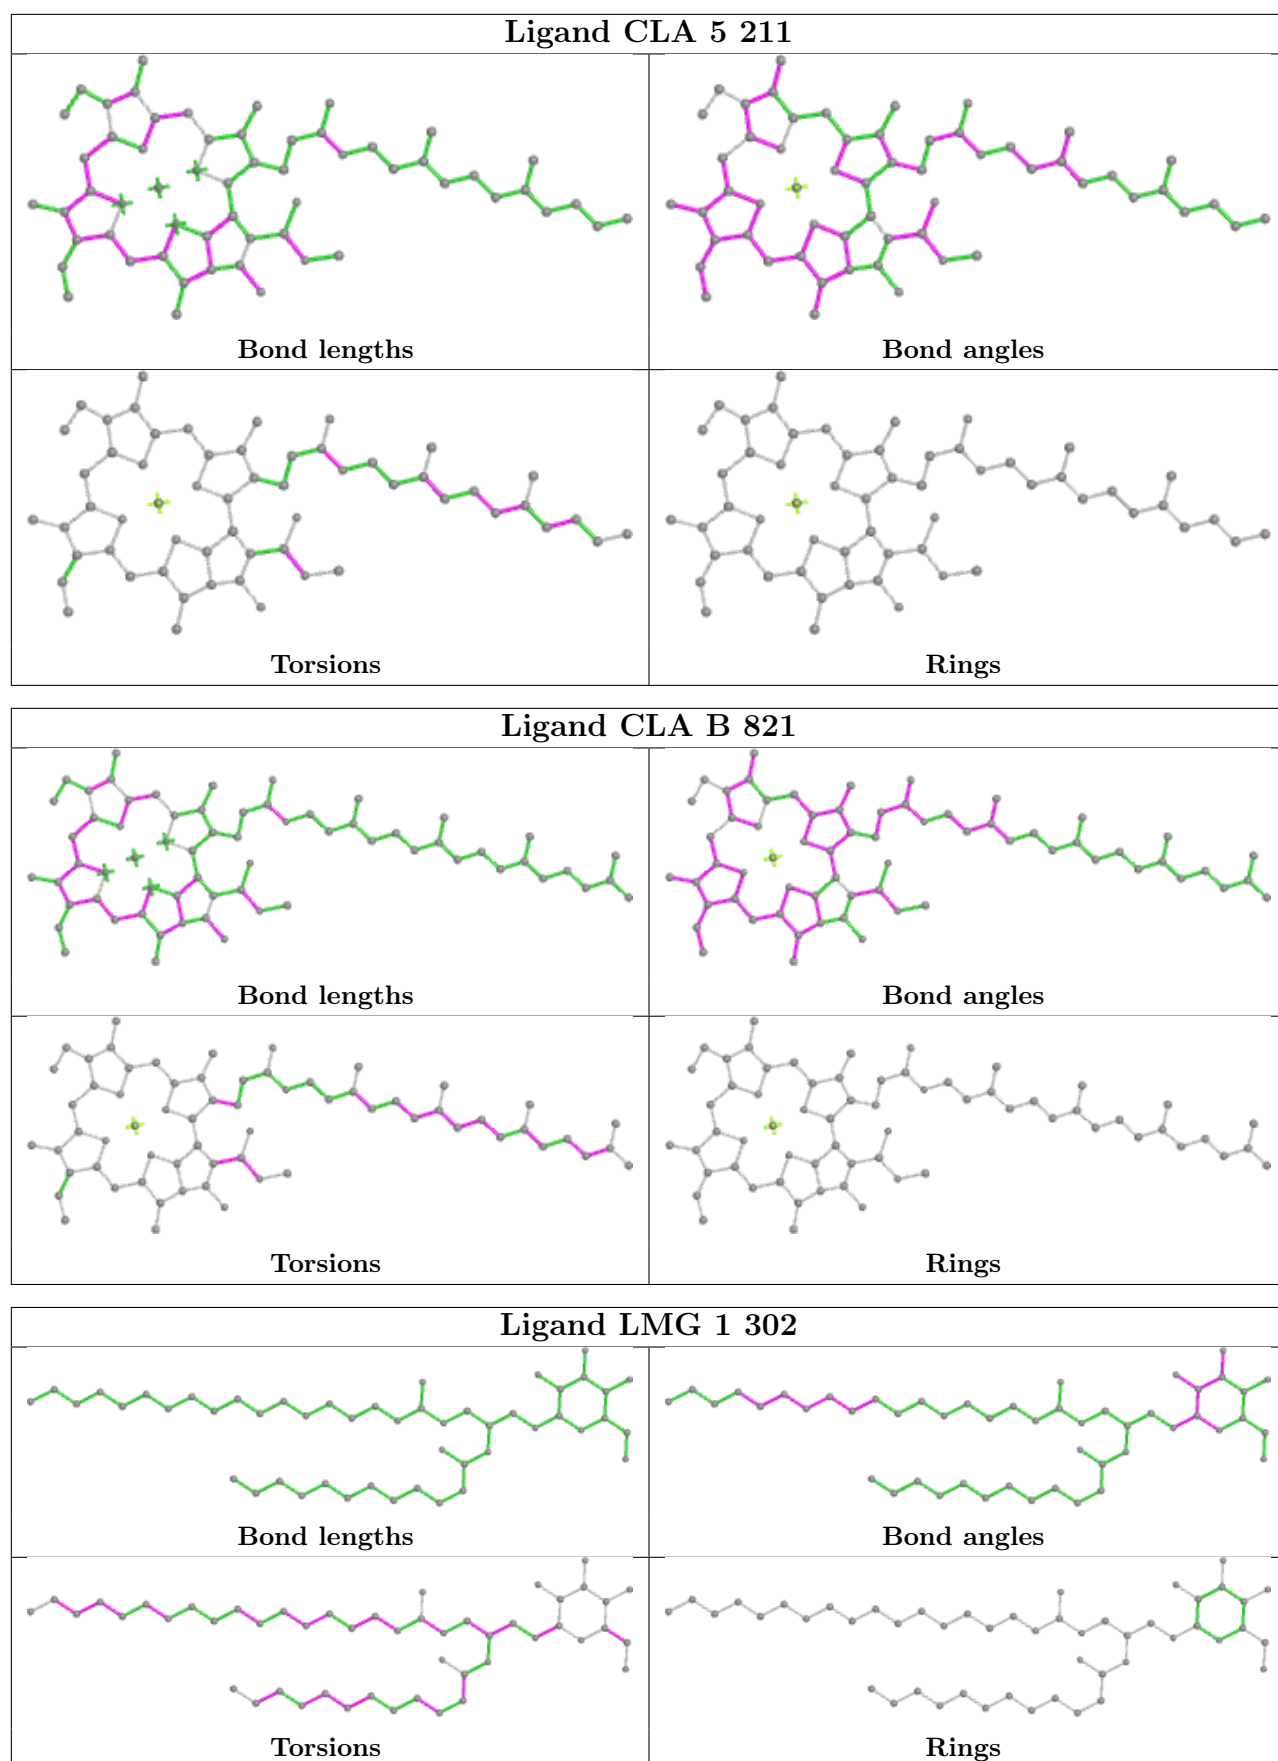 Ligand CLA 5 211
Bond lengths
Bond angles
Torsions
Rings
Ligand CLA B 821
Bond lengths
Bond angles
Torsions
Rings
Ligand LMG 1 302
Bond lengths
Bond angles
Torsions
Rings